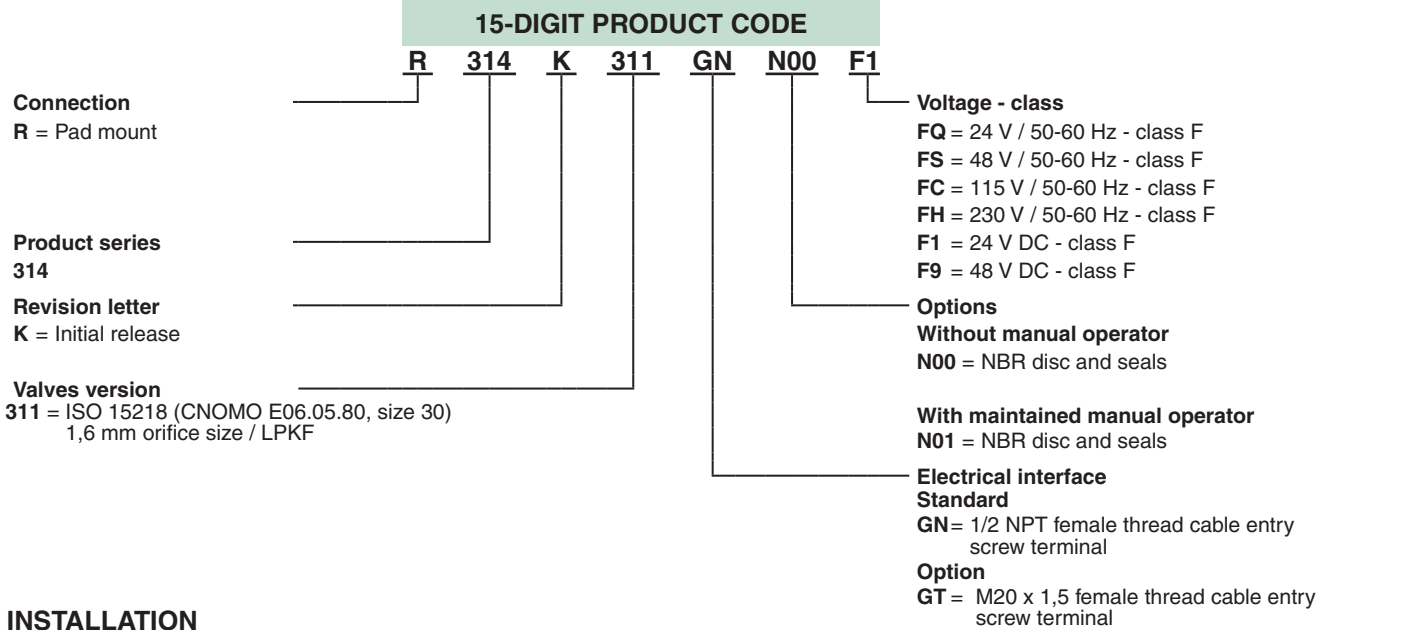 15-DIGIT PRODUCT CODE
R 314 K 311 GN N00 F1
Connection
R = Pad mount
Product series
314
Revision letter
K = Initial release
Valves version
311 = ISO 15218 (CNOMO E06.05.80, size 30)
1,6 mm orifice size / LPKF
Voltage - class
FQ = 24 V / 50-60 Hz - class F
FS = 48 V / 50-60 Hz - class F
FC = 115 V / 50-60 Hz - class F
FH = 230 V / 50-60 Hz - class F
F1 = 24 V DC - class F
F9 = 48 V DC - class F
Options
Without manual operator
N00 = NBR disc and seals
With maintained manual operator
N01 = NBR disc and seals
Electrical interface
Standard
GN= 1/2 NPT female thread cable entry
screw terminal
Option
GT = M20 x 1,5 female thread cable entry
screw terminal
INSTALLATION